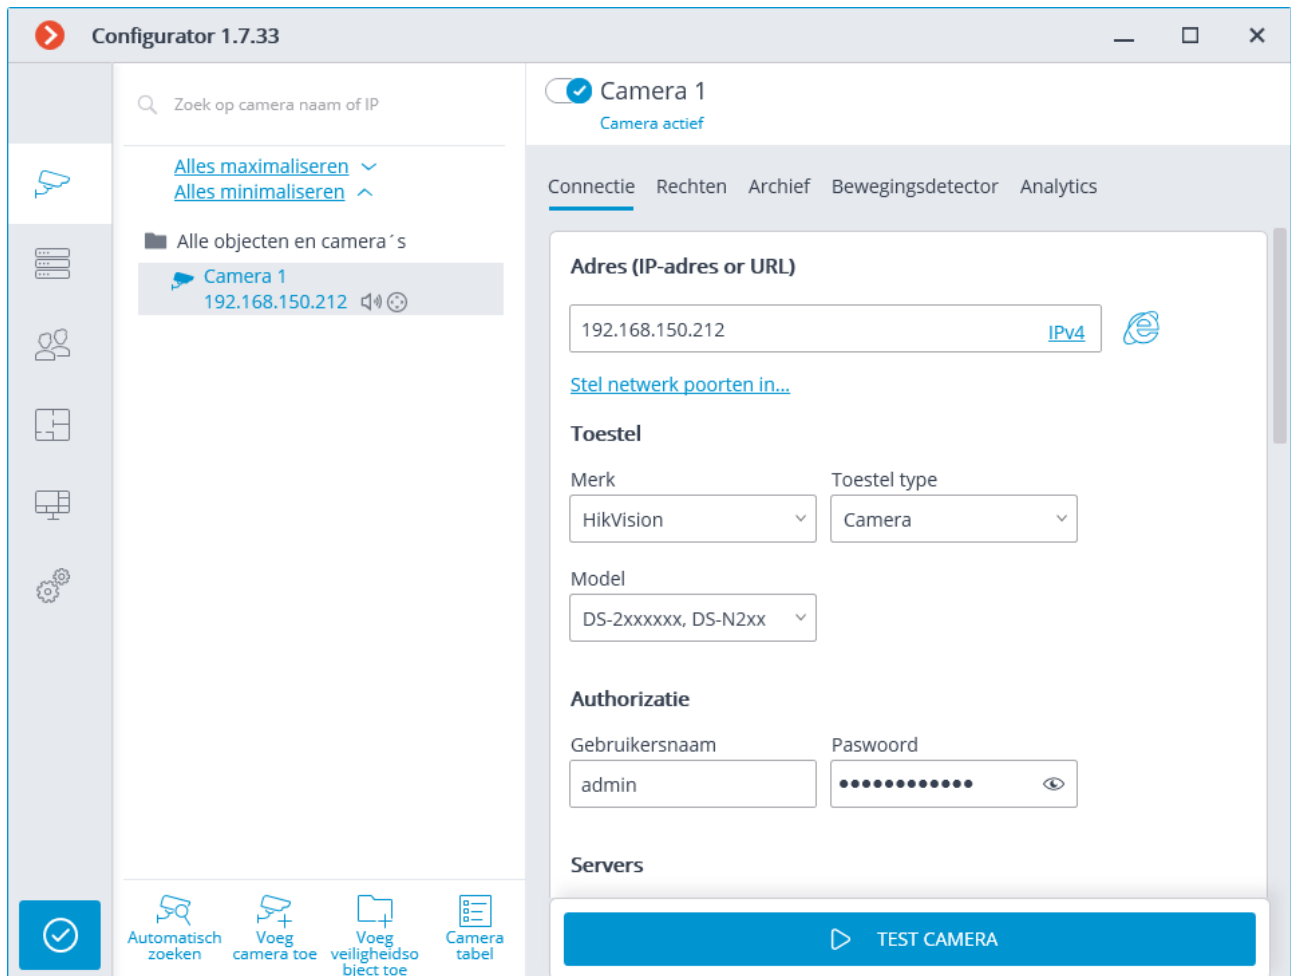 Configurator 1.7.33
Zoek op camera naam of IP
Alles maximaliseren
Alles minimaliseren
Alle objecten en camera´s
Camera 1
192.168.150.212
Automatisch zoeken
Voeg camera toe
Voeg veiligheidso bject toe
Camera tabel
Camera 1
Camera actief
Connectie Rechten Archief Bewegingsdetector Analytics
Adres (IP-adres or URL)
192.168.150.212 IPv4
Stel netwerk poorten in...
Toestel
Merk Toestel type
HikVision Camera
Model
DS-2xxxxxx, DS-N2xx
Authorizatie
Gebruikersnaam Paswoord
admin ••••••••••••
Servers
TEST CAMERA